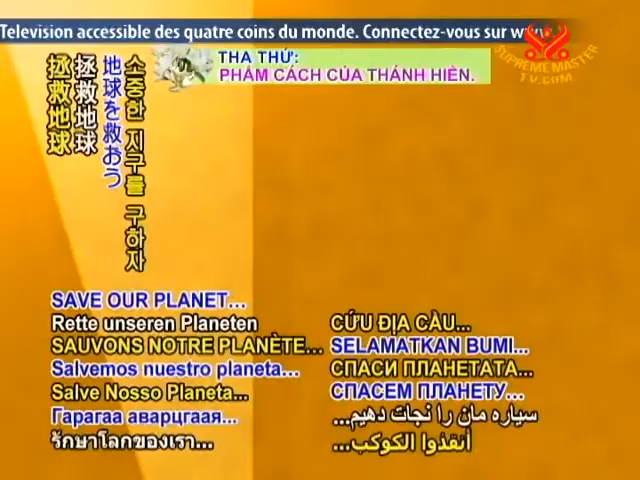 Television accessible des quatre coins du monde. Connectez-vous sur
THA THỨ:
PHẨM CÁCH CỦA THÁNH HIỀN.
SUPREME MASTER
TV.COM
拯救地球
拯救地球
地球を救おう
소중한 지구를 구하자
SAVE OUR PLANET...
Rette unseren Planeten
SAUVONS NOTRE PLANÈTE...
Salvemos nuestro planeta...
Salve Nosso Planeta...
Гарагаа аварцгаая...
รักษาโลกของเรา...
CỨU ĐỊA CẦU...
SELAMATKAN BUMI...
СПАСИ ПЛАНЕТАТА...
СПАСЕМ ПЛАНЕТУ...
سیاره مان را نجات دهیم...
أنقذوا الكوكب...